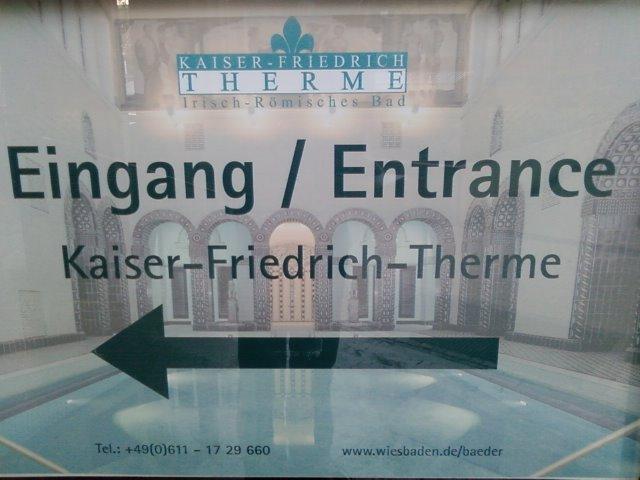 KAISER-FRIEDRICH
THERME
Irisch-Römisches Bad
Eingang / Entrance
Kaiser-Friedrich-Therme
Tel.: +49(0)611 - 17 29 660
www.wiesbaden.de/baeder